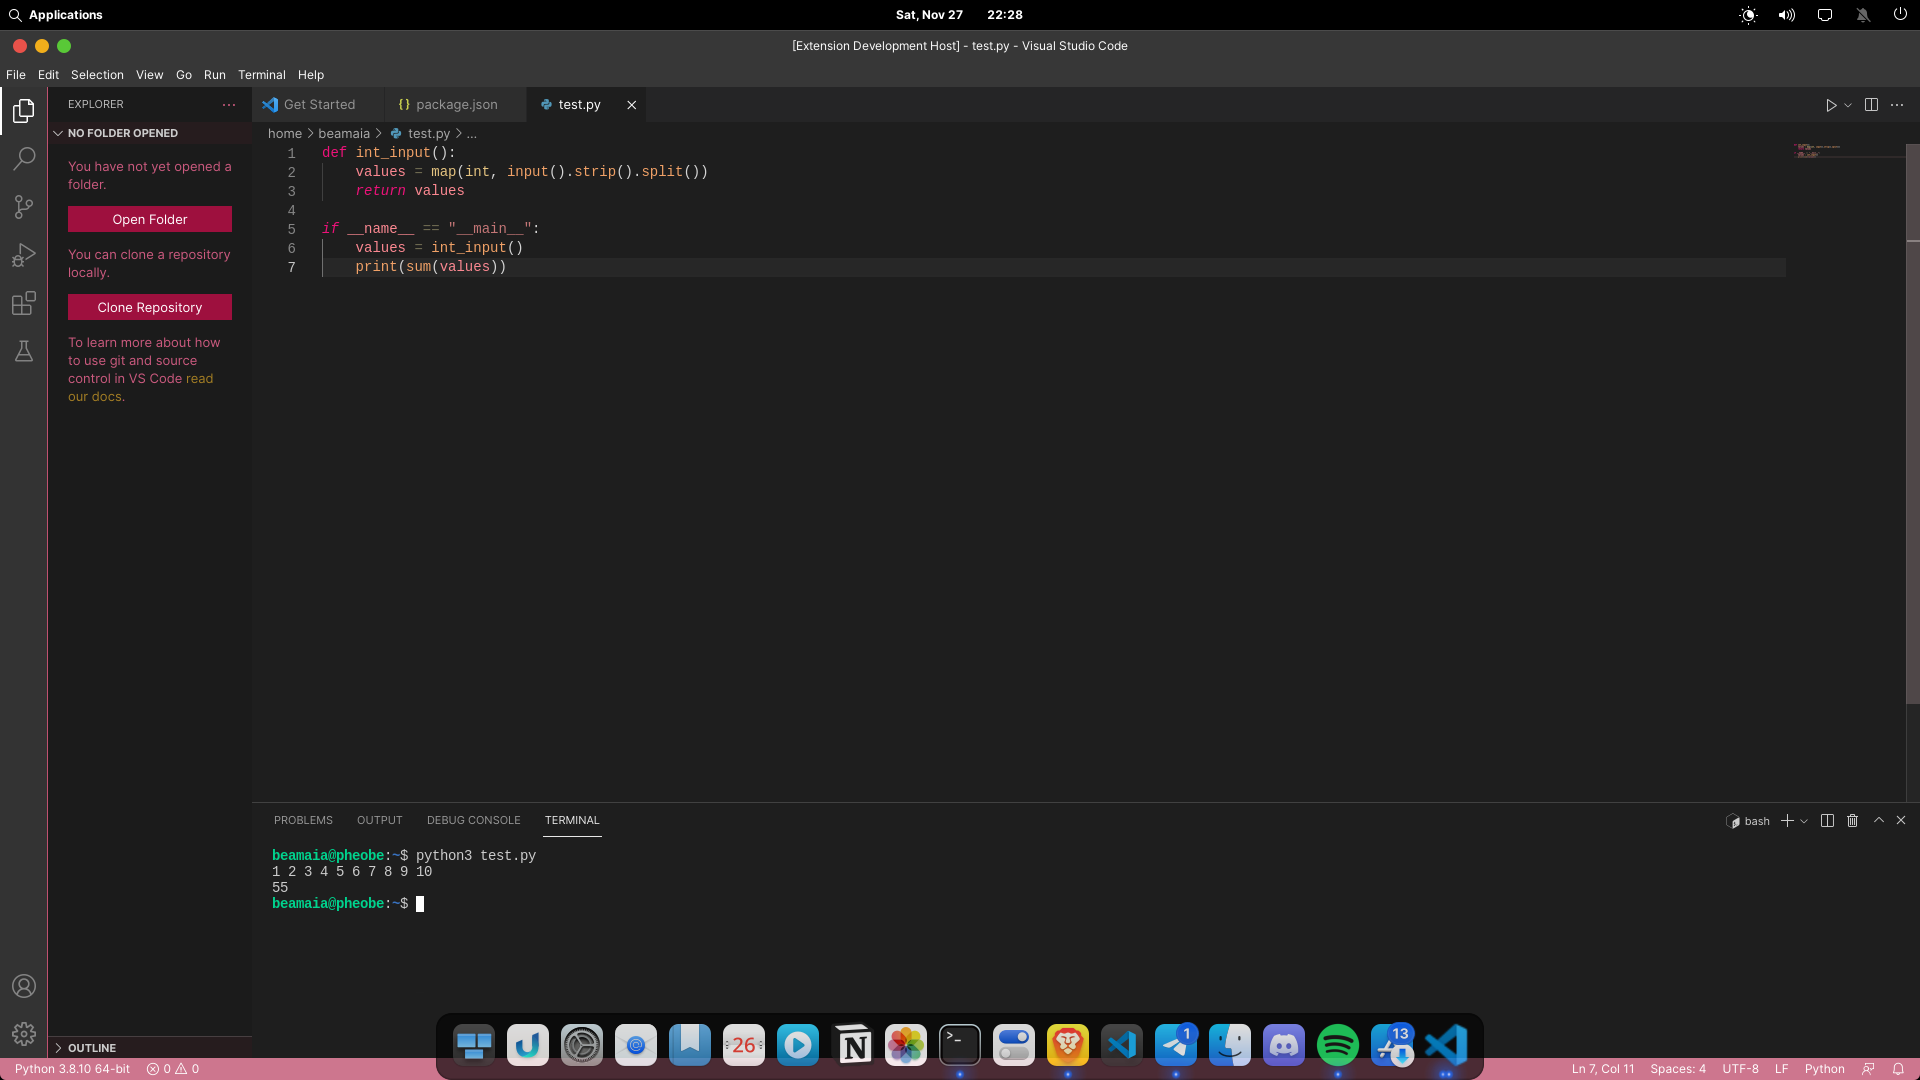 Applications
Sat, Nov 27 22:28
[Extension Development Host] - test.py - Visual Studio Code
File Edit Selection View Go Run Terminal Help
EXPLORER
NO FOLDER OPENED
You have not yet opened a
folder.
Open Folder
You can clone a repository
locally.
Clone Repository
To learn more about how
to use git and source
control in VS Code read
our docs.
OUTLINE
Get Started
package.json
test.py
home > beamaia > test.py > ...
1 def int_input():
2     values = map(int, input().strip().split())
3     return values
4
5 if __name__ == "__main__":
6     values = int_input()
7     print(sum(values))
PROBLEMS OUTPUT DEBUG CONSOLE TERMINAL
bash
beamaia@pheobe:~$ python3 test.py
1 2 3 4 5 6 7 8 9 10
55
beamaia@pheobe:~$
26
1
13
Python 3.8.10 64-bit 0 0
Ln 7, Col 11 Spaces: 4 UTF-8 LF Python